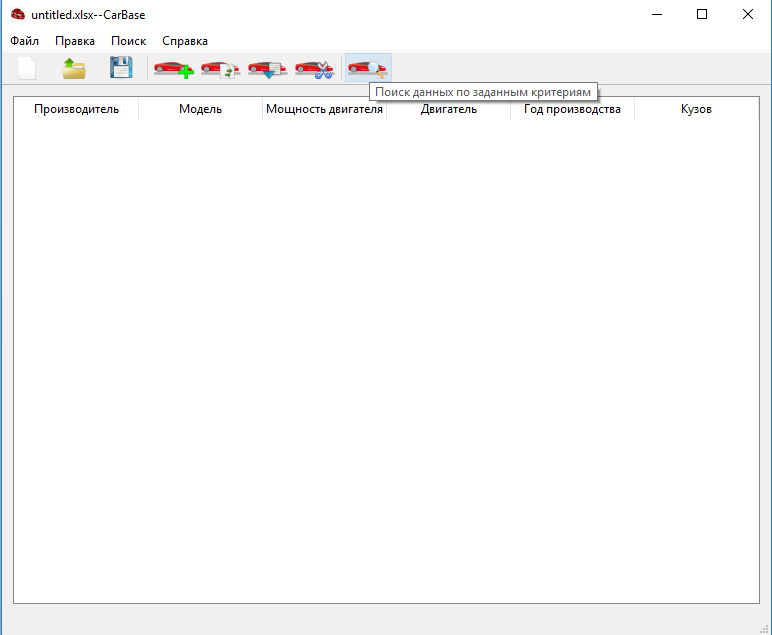 untitled.xlsx--CarBase
Файл Правка Поиск Справка
Поиск данных по заданным критериям
Производитель Модель Мощность двигателя Двигатель Год производства Кузов